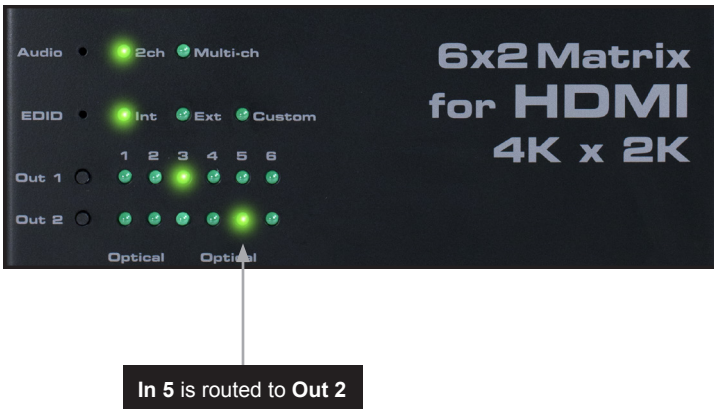 Audio 2ch Multi-ch
6x2 Matrix
for HDMI
4K x 2K
EDID Int Ext Custom
1 2 3 4 5 6
Out 1
Out 2
Optical Optical
In 5 is routed to Out 2